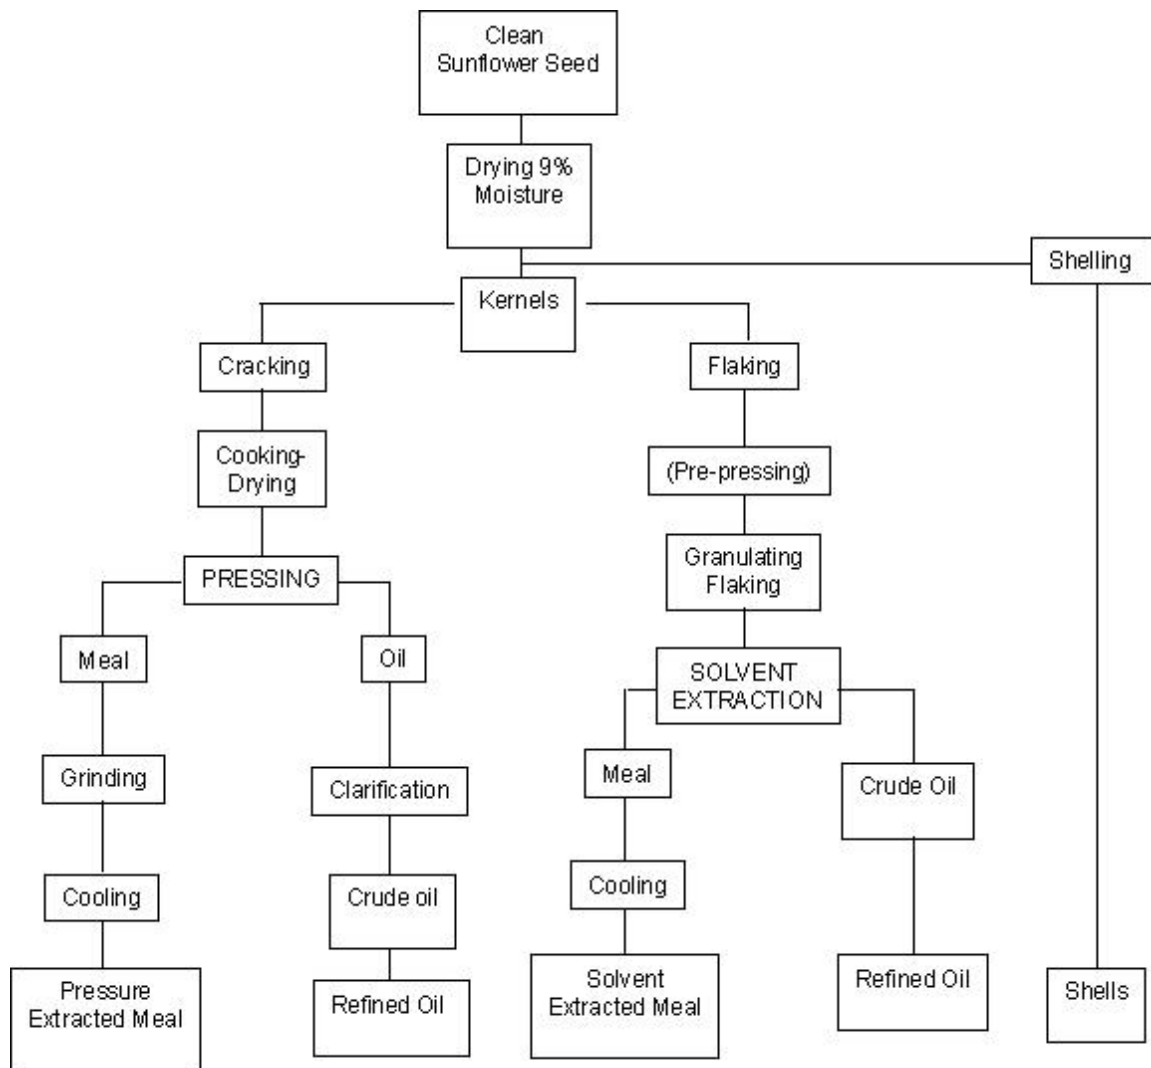 Clean
Sunflower Seed
Drying 9%
Moisture
Shelling
Kernels
Cracking
Flaking
Cooking-
Drying
(Pre-pressing)
Granulating
Flaking
PRESSING
Meal
Oil
SOLVENT
EXTRACTION
Grinding
Clarification
Meal
Crude Oil
Cooling
Crude oil
Cooling
Pressure
Extracted Meal
Refined Oil
Solvent
Extracted Meal
Refined Oil
Shells